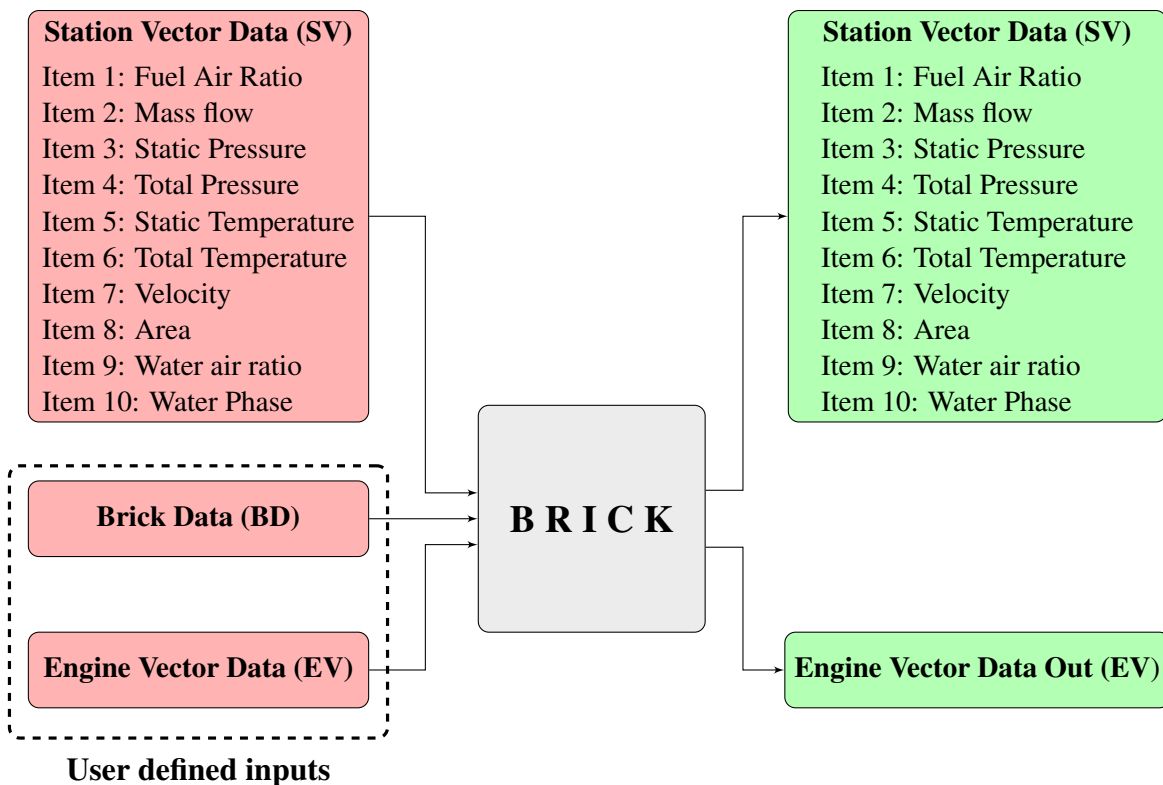 Station Vector Data (SV)
Item 1: Fuel Air Ratio
Item 2: Mass flow
Item 3: Static Pressure
Item 4: Total Pressure
Item 5: Static Temperature
Item 6: Total Temperature
Item 7: Velocity
Item 8: Area
Item 9: Water air ratio
Item 10: Water Phase
Brick Data (BD)
Engine Vector Data (EV)
User defined inputs
B R I C K
Station Vector Data (SV)
Item 1: Fuel Air Ratio
Item 2: Mass flow
Item 3: Static Pressure
Item 4: Total Pressure
Item 5: Static Temperature
Item 6: Total Temperature
Item 7: Velocity
Item 8: Area
Item 9: Water air ratio
Item 10: Water Phase
Engine Vector Data Out (EV)